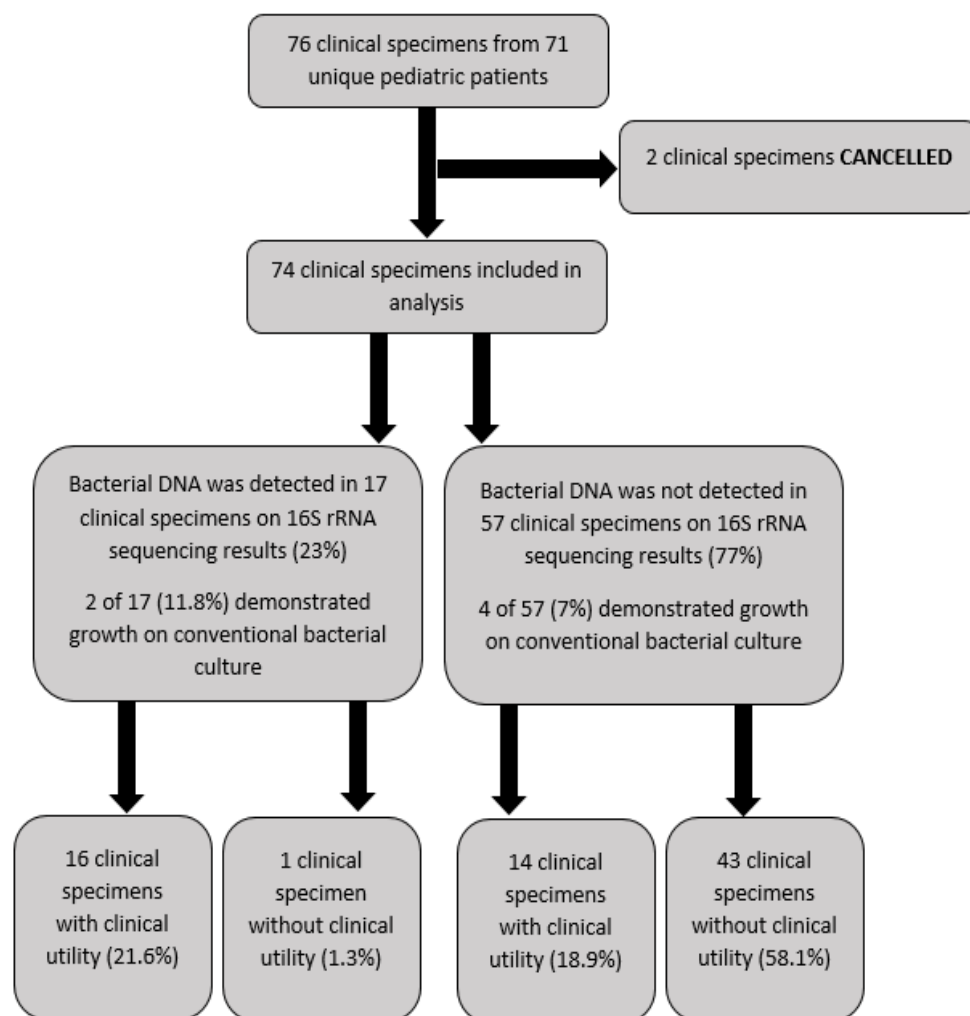 76 clinical specimens from 71
unique pediatric patients
2 clinical specimens CANCELLED
74 clinical specimens included in
analysis
Bacterial DNA was detected in 17
clinical specimens on 16S rRNA
sequencing results (23%)
2 of 17 (11.8%) demonstrated
growth on conventional bacterial
culture
Bacterial DNA was not detected in
57 clinical specimens on 16S rRNA
sequencing results (77%)
4 of 57 (7%) demonstrated growth
on conventional bacterial culture
16 clinical
specimens
with clinical
utility (21.6%)
1 clinical
specimen
without clinical
utility (1.3%)
14 clinical
specimens
with clinical
utility (18.9%)
43 clinical
specimens
without clinical
utility (58.1%)